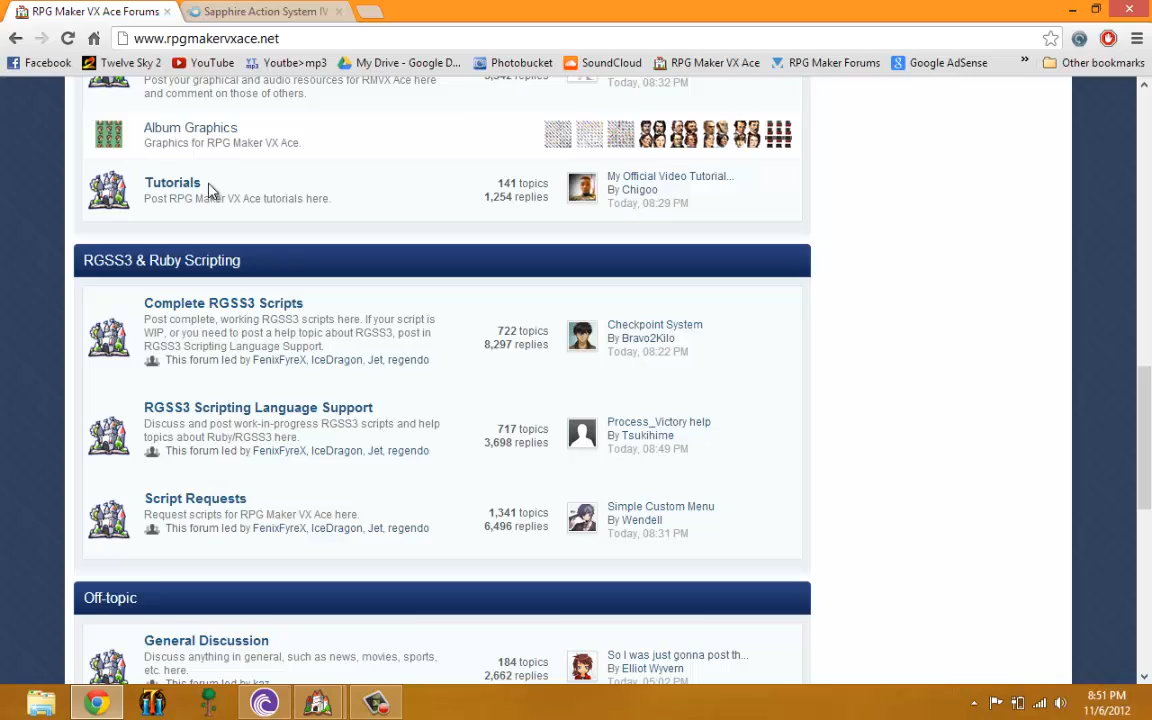 RPG Maker VX Ace Forums
Sapphire Action System IV
www.rpgmakervxace.net
Facebook
Twelve Sky 2
YouTube
Youtbe>mp3
My Drive - Google D...
Photobucket
SoundCloud
RPG Maker VX Ace
RPG Maker Forums
Google AdSense
»
Other bookmarks
Post your graphical and audio resources for RMVX Ace here
and comment on those of others.
Today, 08:32 PM
Album Graphics
Graphics for RPG Maker VX Ace.
Tutorials
Post RPG Maker VX Ace tutorials here.
141 topics
1,254 replies
My Official Video Tutorial...
By Chigoo
Today, 08:29 PM
RGSS3 & Ruby Scripting
Complete RGSS3 Scripts
Post complete, working RGSS3 scripts here. If your script is
WIP, or you need to post a help topic about RGSS3, post in
RGSS3 Scripting Language Support.
This forum led by FenixFyreX, IceDragon, Jet, regendo
722 topics
8,297 replies
Checkpoint System
By Bravo2Kilo
Today, 08:22 PM
RGSS3 Scripting Language Support
Discuss and post work-in-progress RGSS3 scripts and help
topics about Ruby/RGSS3 here.
This forum led by FenixFyreX, IceDragon, Jet, regendo
717 topics
3,698 replies
Process_Victory help
By Tsukihime
Today, 08:49 PM
Script Requests
Request scripts for RPG Maker VX Ace here.
This forum led by FenixFyreX, IceDragon, Jet, regendo
1,341 topics
6,496 replies
Simple Custom Menu
By Wendell
Today, 08:31 PM
Off-topic
General Discussion
Discuss anything in general, such as news, movies, sports,
etc. here.
This forum led by kaz
184 topics
2,662 replies
So I was just gonna post th...
By Elliot Wyvern
Today, 05:02 PM
8:51 PM
11/6/2012